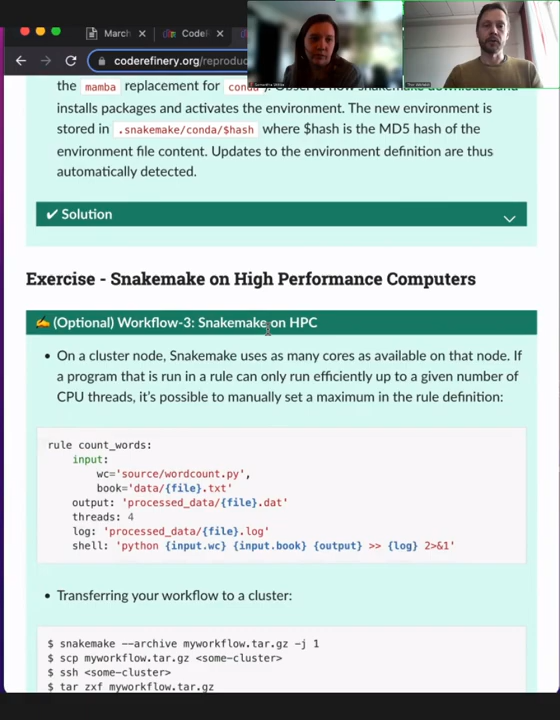 March
CodeR
coderefinery.org/reproduc
the mamba replacement for
installs packages and activates the environment. The new environment is
stored in .snakemake/conda/$hash where $hash is the MD5 hash of the
environment file content. Updates to the environment definition are thus
automatically detected.
✔ Solution
Exercise - Snakemake on High Performance Computers
✍ (Optional) Workflow-3: Snakemake on HPC
• On a cluster node, Snakemake uses as many cores as available on that node. If
a program that is run in a rule can only run efficiently up to a given number of
CPU threads, it’s possible to manually set a maximum in the rule definition:
rule count_words:
input:
wc='source/wordcount.py',
book='data/{file}.txt'
output: 'processed_data/{file}.dat'
threads: 4
log: 'processed_data/{file}.log'
shell: 'python {input.wc} {input.book} {output} >> {log} 2>&1'
• Transferring your workflow to a cluster:
$ snakemake --archive myworkflow.tar.gz -j 1
$ scp myworkflow.tar.gz <some-cluster>
$ ssh <some-cluster>
$ tar zxf myworkflow.tar.gz